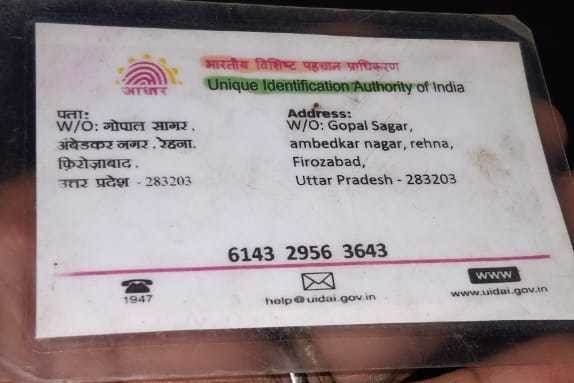 भारतीय विशिष्ट पहचान प्राधिकरण
Unique Identification Authority of India
आधार
पता:
W/O: गोपाल सागर .
अंबेडकर नगर . रेहना.
फ़िरोज़ाबाद .
उत्तर प्रदेश - 283203
Address:
W/O: Gopal Sagar,
ambedkar nagar, rehna,
Firozabad,
Uttar Pradesh - 283203
6143 2956 3643
1947
help@uidai.gov.in
www
www.uidai.gov.in